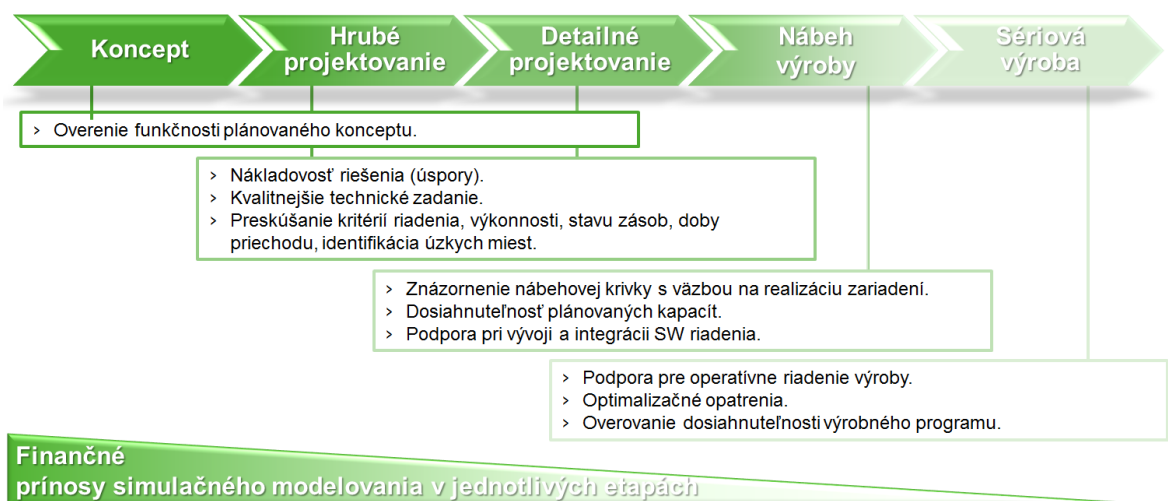 Koncept
Hrubé
projektovanie
Detailné
projektovanie
Nábeh
výroby
Sériová
výroba
› Overenie funkčnosti plánovaného konceptu.
› Nákladovosť riešenia (úspory).
› Kvalitnejšie technické zadanie.
› Preskúšanie kritérií riadenia, výkonnosti, stavu zásob, doby
priechodu, identifikácia úzkych miest.
› Znázornenie nábehovej krivky s väzbou na realizáciu zariadení.
› Dosiahnuteľnosť plánovaných kapacít.
› Podpora pri vývoji a integrácii SW riadenia.
› Podpora pre operatívne riadenie výroby.
› Optimalizačné opatrenia.
› Overovanie dosiahnuteľnosti výrobného programu.
Finančné
prínosy simulačného modelovania v jednotlivých etapách